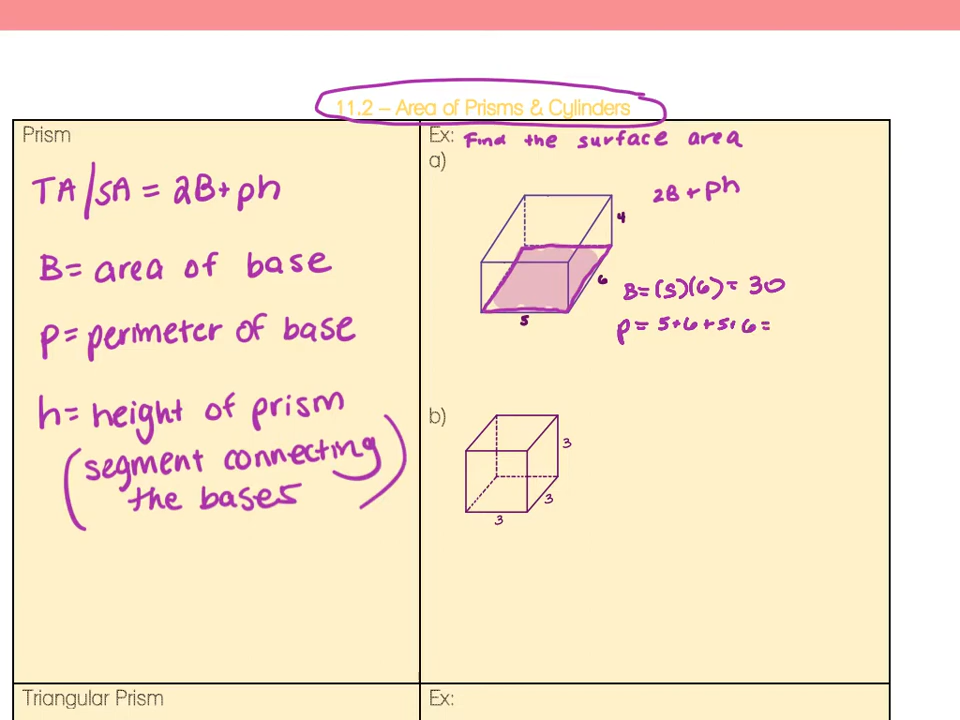 11.2 – Area of Prisms & Cylinders
Prism
TA/SA = 2B + ph
B = area of base
p = perimeter of base
h = height of prism
(segment connecting
the bases)
Ex: Find the surface area
a)
2B + ph
4
6
5
B = (5)(6) = 30
p = 5+6+5+6 =
b)
3
3
3
Triangular Prism
Ex: